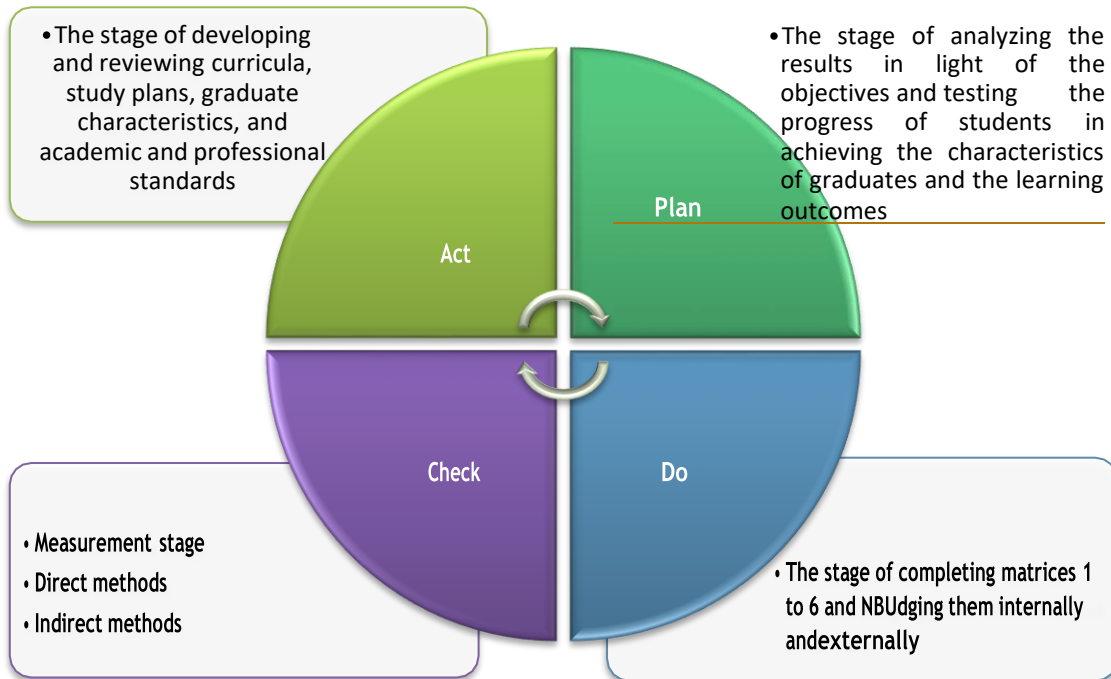 •The stage of developing
and reviewing curricula,
study plans, graduate
characteristics, and
academic and professional
standards
•The stage of analyzing the
results in light of the
objectives and testing the
progress of students in
achieving the characteristics
of graduates and the learning
outcomes
Act
Plan
Check
Do
• Measurement stage
• Direct methods
• Indirect methods
• The stage of completing matrices 1
to 6 and NBUdging them internally
andexternally